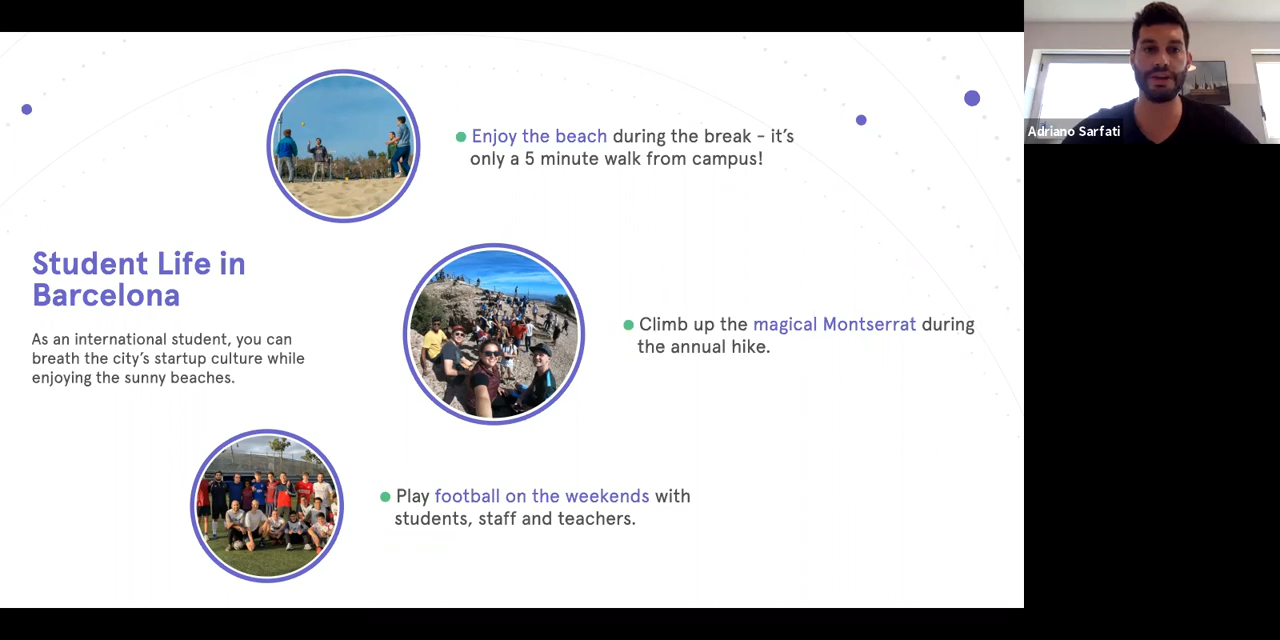 Enjoy the beach during the break - it's
only a 5 minute walk from campus!
Student Life in
Barcelona
As an international student, you can
breath the city's startup culture while
enjoying the sunny beaches.
Climb up the magical Montserrat during
the annual hike.
Play football on the weekends with
students, staff and teachers.
Adriano Sarfati